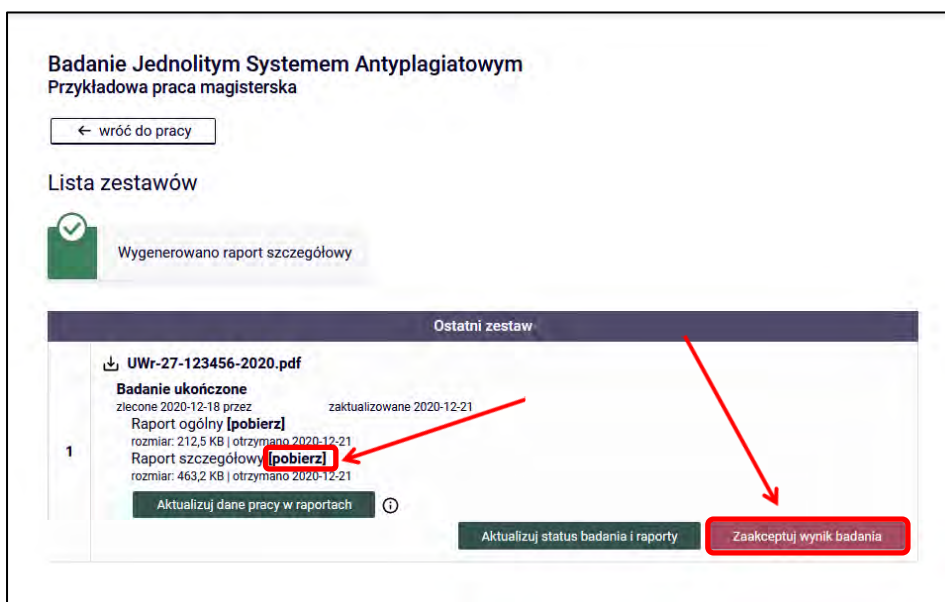 Badanie Jednolitym Systemem Antyplagiatowym
Przykładowa praca magisterska
← wróć do pracy
Lista zestawów
Wygenerowano raport szczegółowy
Ostatni zestaw
UWr-27-123456-2020.pdf
Badanie ukończone
zlecone 2020-12-18 przez zaktualizowane 2020-12-21
Raport ogólny [pobierz]
rozmiar: 212,5 KB | otrzymano 2020-12-21
1
Raport szczegółowy [pobierz]
rozmiar: 463,2 KB | otrzymano 2020-12-21
Aktualizuj dane pracy w raportach
Aktualizuj status badania i raporty
Zaakceptuj wynik badania